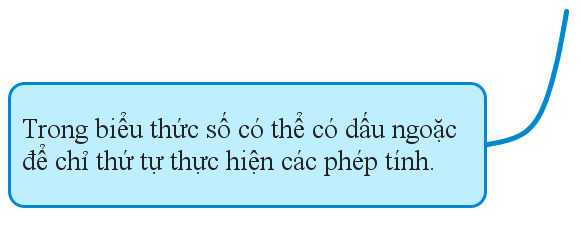 Trong biểu thức số có thể có dấu ngoặc
để chỉ thứ tự thực hiện các phép tính.